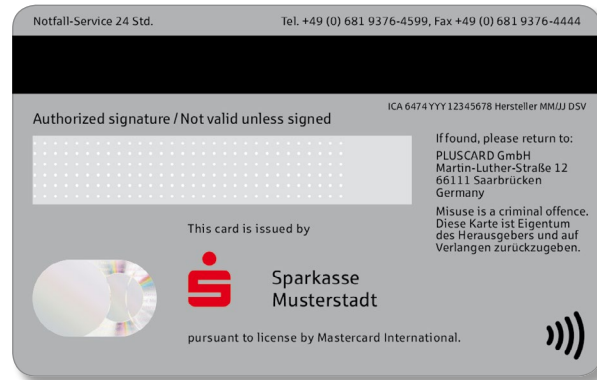 Notfall-Service 24 Std. Tel. +49 (0) 681 9376-4599, Fax +49 (0) 681 9376-4444
ICA 6474 YYY 12345678 Hersteller MM/JJ DSV
Authorized signature / Not valid unless signed
If found, please return to:
PLUSCARD GmbH
Martin-Luther-Straße 12
66111 Saarbrücken
Germany
Misuse is a criminal offence.
Diese Karte ist Eigentum
des Herausgebers und auf
Verlangen zurückzugeben.
This card is issued by
Sparkasse
Musterstadt
pursuant to license by Mastercard International.